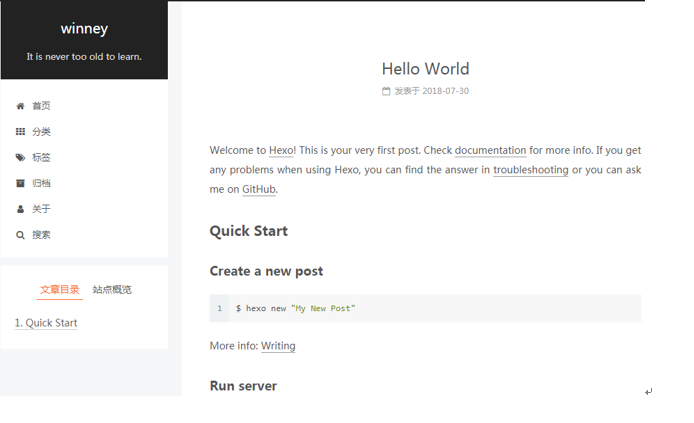 winney
It is never too old to learn.
首页
分类
标签
归档
关于
搜索
文章目录 站点概览
1. Quick Start
Hello World
发表于 2018-07-30
Welcome to Hexo! This is your very first post. Check documentation for more info. If you get
any problems when using Hexo, you can find the answer in troubleshooting or you can ask
me on GitHub.
Quick Start
Create a new post
1 $ hexo new "My New Post"
More info: Writing
Run server